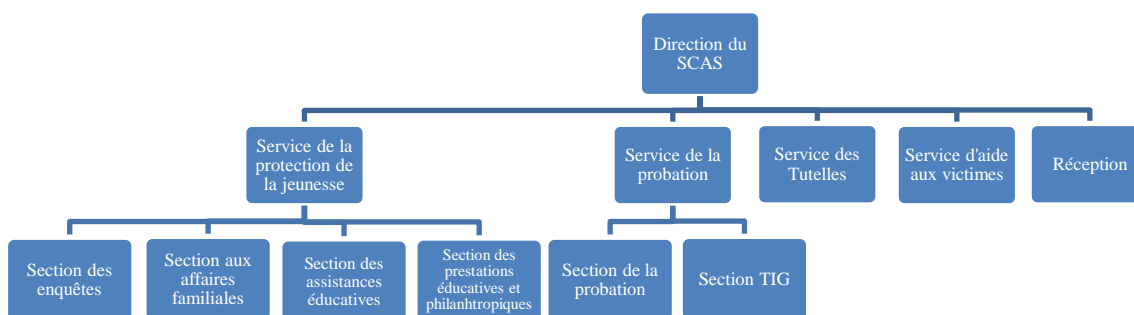 Direction du
SCAS
Service de la
protection de
la jeunesse
Service de la
probation
Service des
Tutelles
Service d'aide
aux victimes
Réception
Section des
enquêtes
Section aux
affaires
familiales
Section des
assistances
éducatives
Section des
prestations
éducatives et
philanhtropiques
Section de la
probation
Section TIG